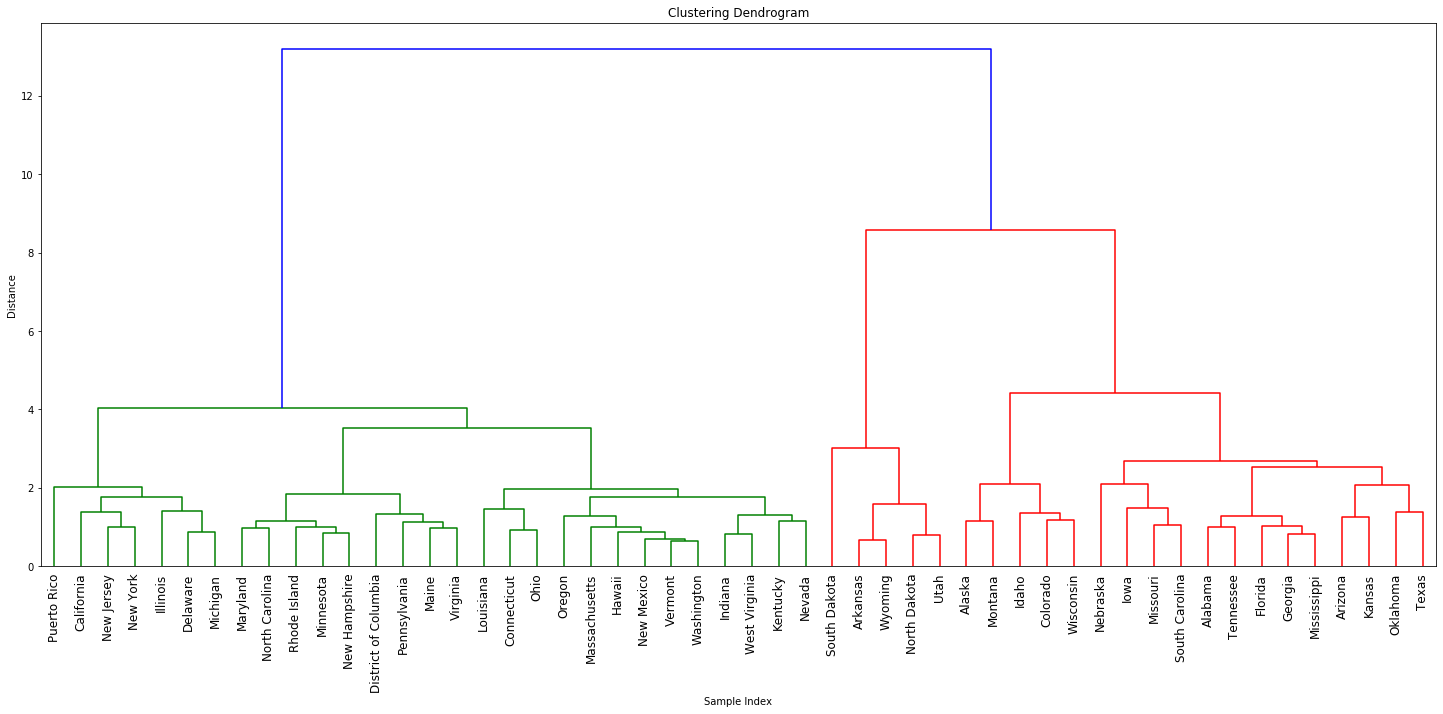 Clustering Dendrogram
Distance
12
10
8
6
4
2
0
Puerto Rico
California
New Jersey
New York
Illinois
Delaware
Michigan
Maryland
North Carolina
Rhode Island
Minnesota
New Hampshire
District of Columbia
Pennsylvania
Maine
Virginia
Louisiana
Connecticut
Ohio
Oregon
Massachusetts
Hawaii
New Mexico
Vermont
Washington
Indiana
West Virginia
Kentucky
Nevada
South Dakota
Arkansas
Wyoming
North Dakota
Utah
Alaska
Montana
Idaho
Colorado
Wisconsin
Nebraska
Iowa
Missouri
South Carolina
Alabama
Tennessee
Florida
Georgia
Mississippi
Arizona
Kansas
Oklahoma
Texas
Sample Index